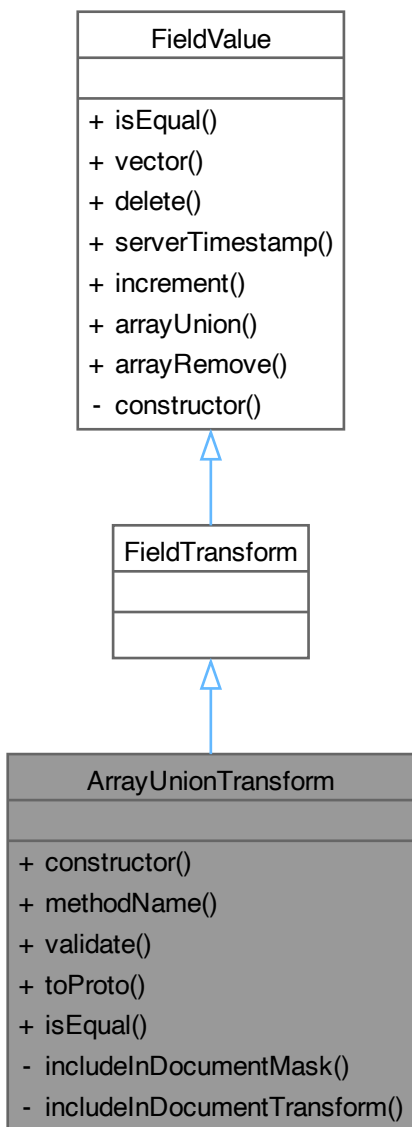 FieldValue
+ isEqual()
+ vector()
+ delete()
+ serverTimestamp()
+ increment()
+ arrayUnion()
+ arrayRemove()
- constructor()
FieldTransform
ArrayUnionTransform
+ constructor()
+ methodName()
+ validate()
+ toProto()
+ isEqual()
- includeInDocumentMask()
- includeInDocumentTransform()